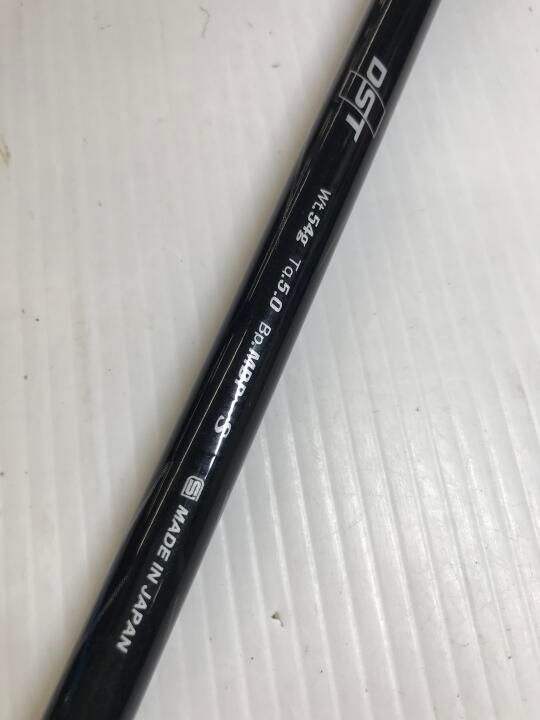 DST
Wt.54g Tq.5.0 Bp.MID S
S MADE IN JAPAN